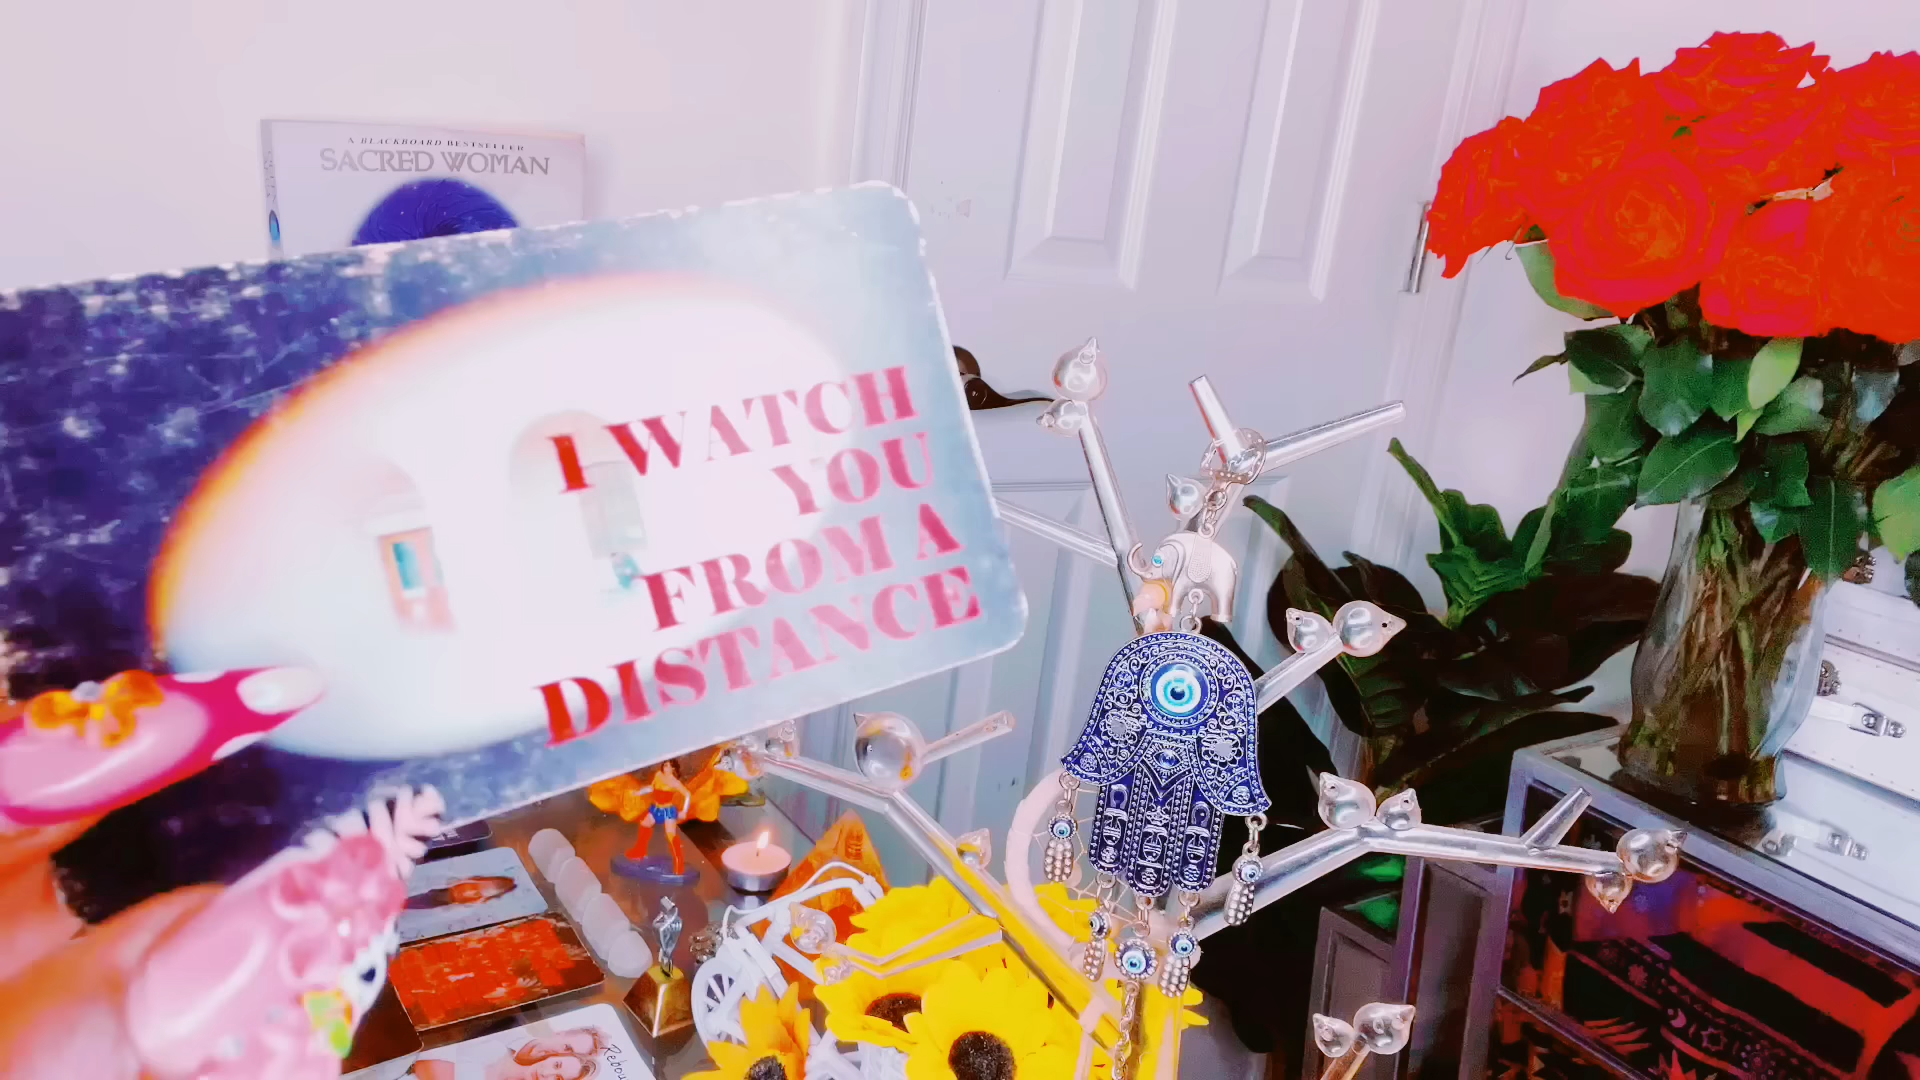 A BLACKBOARD BESTSELLER
SACRED WOMAN
I WATCH
YOU
FROM A
DISTANCE